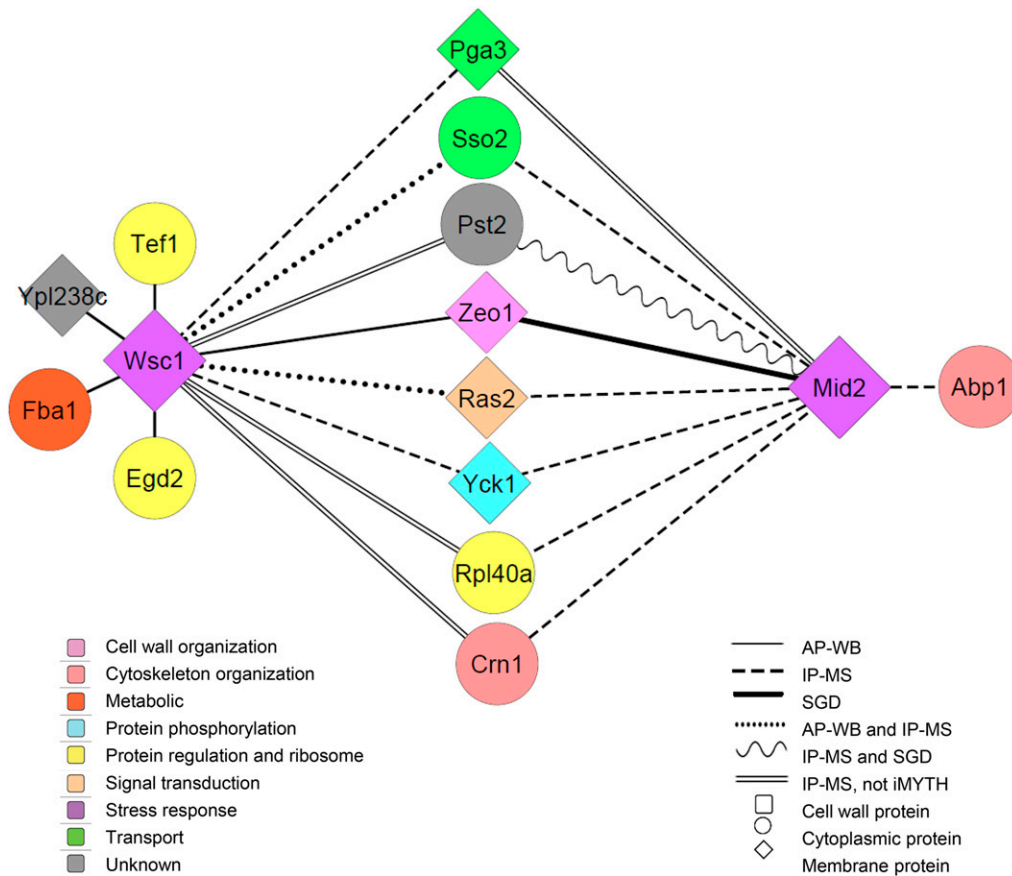 Pga3
Sso2
Pst2
Tef1
Ypl238c
Zeo1
Wsc1
Mid2
Abp1
Fba1
Ras2
Egd2
Yck1
Rpl40a
Crn1
Cell wall organization
Cytoskeleton organization
Metabolic
Protein phosphorylation
Protein regulation and ribosome
Signal transduction
Stress response
Transport
Unknown
AP-WB
IP-MS
SGD
AP-WB and IP-MS
IP-MS and SGD
IP-MS, not iMYTH
Cell wall protein
Cytoplasmic protein
Membrane protein